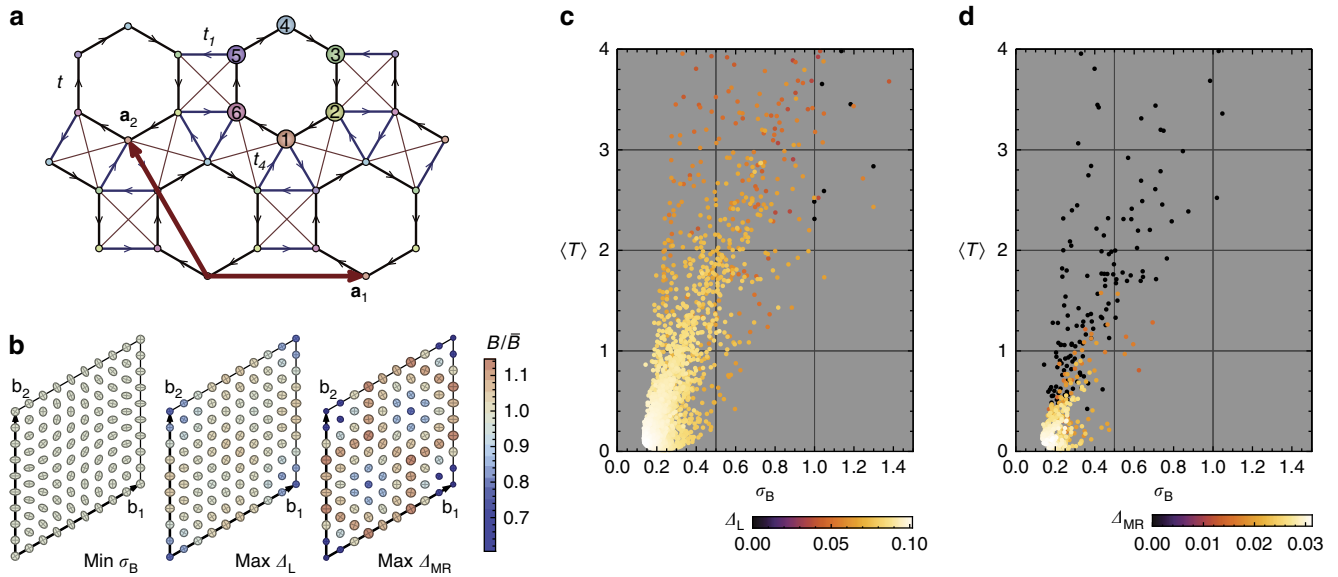 a
t₁
t
4
5
3
6
2
1
a₂
t₄
a₁
b
B/B̄
b₂
b₂
b₂
b₁
b₁
1.1
1.0
0.9
0.8
0.7
Min σ_B
Max Δ_L
Max Δ_MR
c
4
3
⟨T⟩
2
1
0
0.0 0.2 0.4 0.6 0.8 1.0 1.2 1.4
σ_B
Δ_L
0.00 0.05 0.10
d
4
3
⟨T⟩
2
1
0
0.0 0.2 0.4 0.6 0.8 1.0 1.2 1.4
σ_B
Δ_MR
0.00 0.01 0.02 0.03